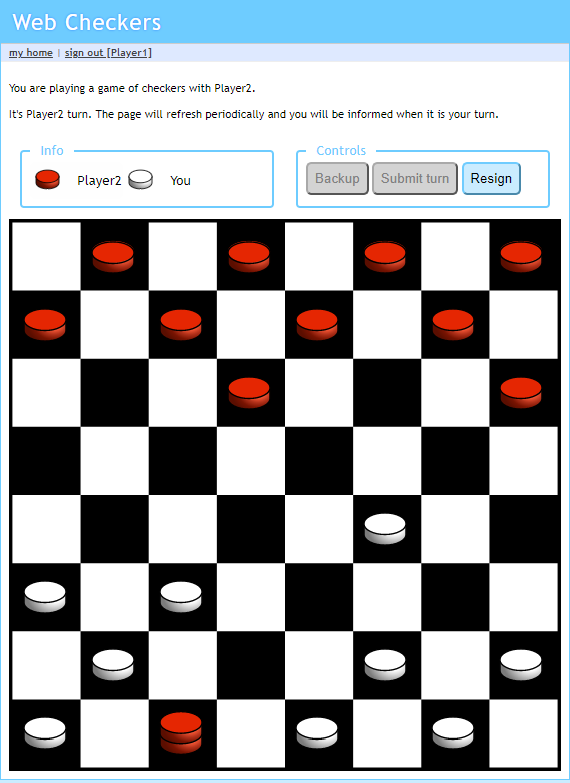 Web Checkers
my home | sign out [Player1]
You are playing a game of checkers with Player2.
It's Player2 turn. The page will refresh periodically and you will be informed when it is your turn.
Info
Player2 You
Controls
Backup Submit turn Resign